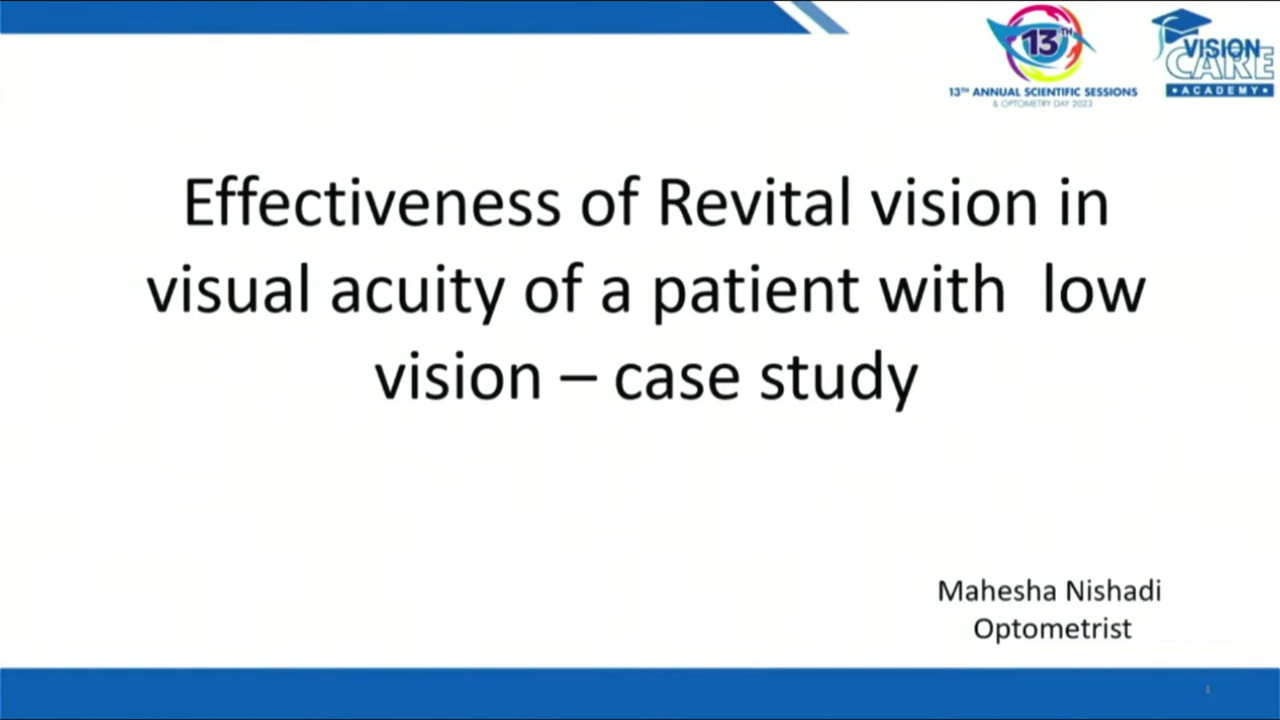 13TH
13TH ANNUAL SCIENTIFIC SESSIONS
& OPTOMETRY DAY 2023
VISION
CARE
• ACADEMY •
Effectiveness of Revital vision in
visual acuity of a patient with low
vision – case study
Mahesha Nishadi
Optometrist
1